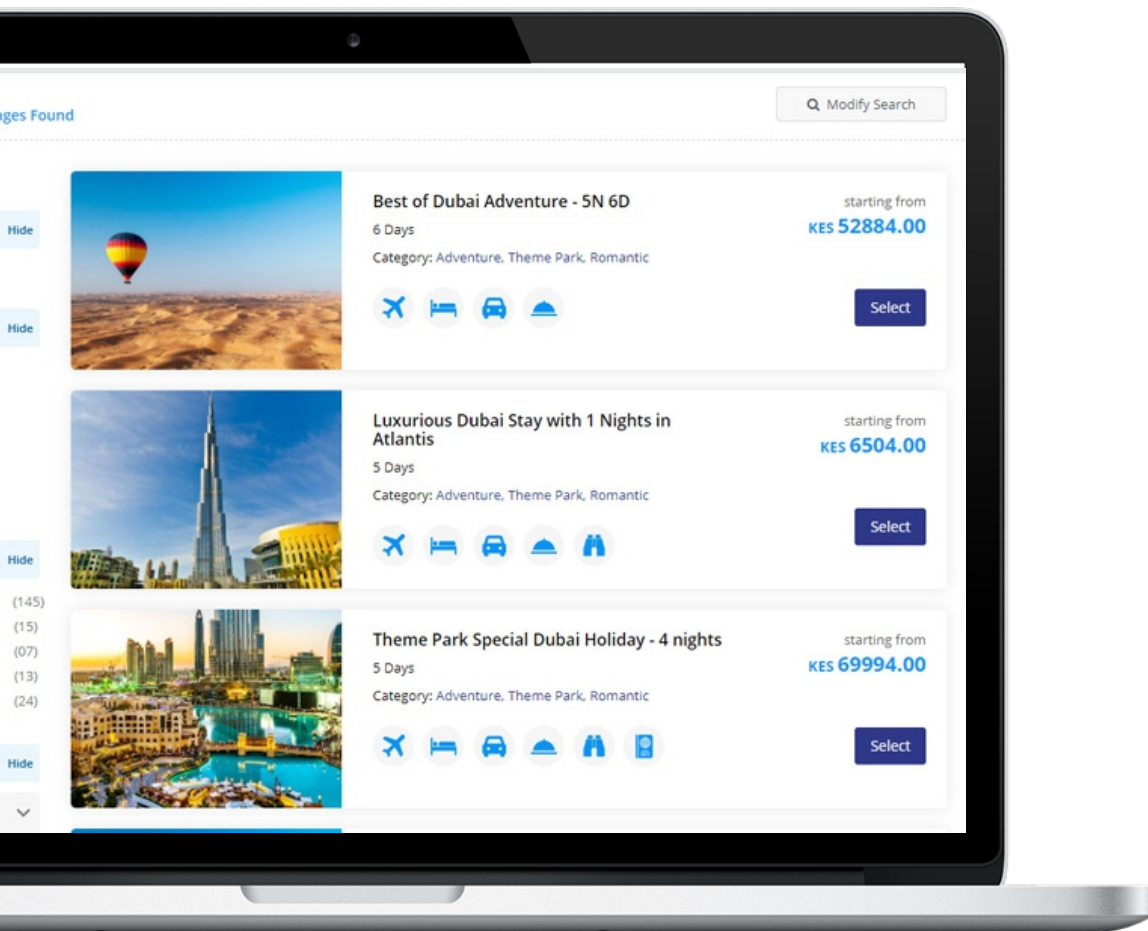 ges Found
Modify Search
Hide
Hide
Hide
(145)
(15)
(07)
(13)
(24)
Hide
Best of Dubai Adventure - 5N 6D
6 Days
Category: Adventure, Theme Park, Romantic
starting from
KES 52884.00
Select
Luxurious Dubai Stay with 1 Nights in
Atlantis
5 Days
Category: Adventure, Theme Park, Romantic
starting from
KES 6504.00
Select
Theme Park Special Dubai Holiday - 4 nights
5 Days
Category: Adventure, Theme Park, Romantic
starting from
KES 69994.00
Select